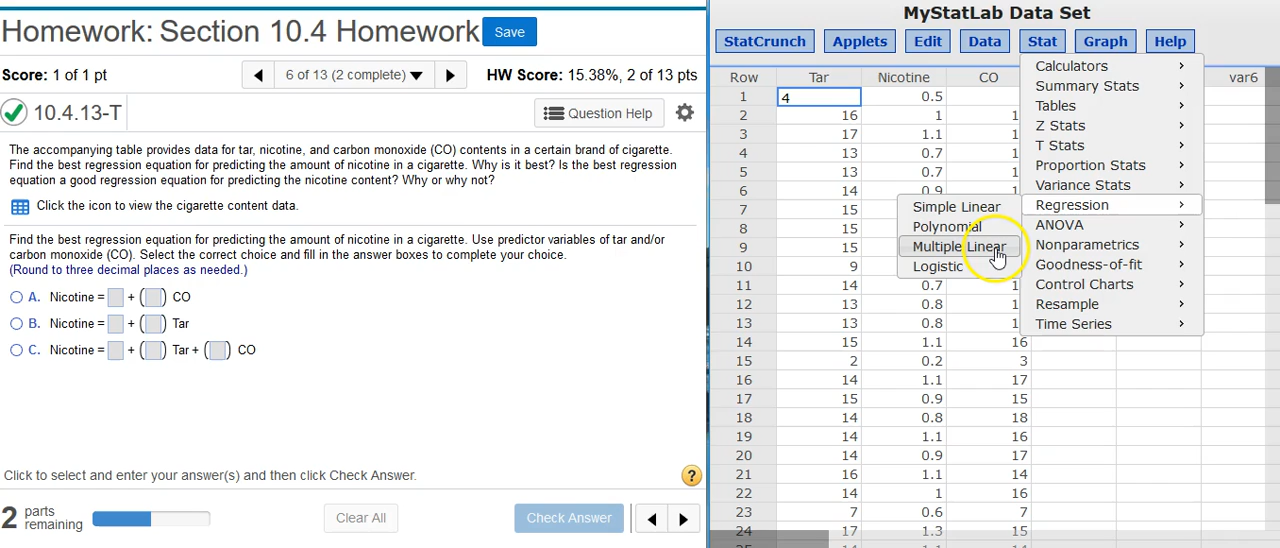 Homework: Section 10.4 Homework
Save
Score: 1 of 1 pt
6 of 13 (2 complete)
HW Score: 15.38%, 2 of 13 pts
10.4.13-T
Question Help
The accompanying table provides data for tar, nicotine, and carbon monoxide (CO) contents in a certain brand of cigarette.
Find the best regression equation for predicting the amount of nicotine in a cigarette. Why is it best? Is the best regression
equation a good regression equation for predicting the nicotine content? Why or why not?
Click the icon to view the cigarette content data.
Find the best regression equation for predicting the amount of nicotine in a cigarette. Use predictor variables of tar and/or
carbon monoxide (CO). Select the correct choice and fill in the answer boxes to complete your choice.
(Round to three decimal places as needed.)
A. Nicotine = + ( ) CO
B. Nicotine = + ( ) Tar
C. Nicotine = + ( ) Tar + ( ) CO
Click to select and enter your answer(s) and then click Check Answer.
?
2 parts remaining
Clear All
Check Answer
MyStatLab Data Set
StatCrunch Applets Edit Data Stat Graph Help
Row Tar Nicotine CO var6
1 4 0.5
2 16 1 1
3 17 1.1 1
4 13 0.7 1
5 13 0.7 1
6 14 0.9 1
7 15
8 15
9 15
10 9
11 14 0.7 1
12 13 0.8 1
13 13 0.8 1
14 15 1.1 16
15 2 0.2 3
16 14 1.1 17
17 15 0.9 15
18 14 0.8 18
19 14 1.1 16
20 14 0.9 17
21 16 1.1 14
22 14 1 16
23 7 0.6 7
24 17 1.3 15
Calculators
Summary Stats
Tables
Z Stats
T Stats
Proportion Stats
Variance Stats
Regression
ANOVA
Nonparametrics
Goodness-of-fit
Control Charts
Resample
Time Series
Simple Linear
Polynomial
Multiple Linear
Logistic